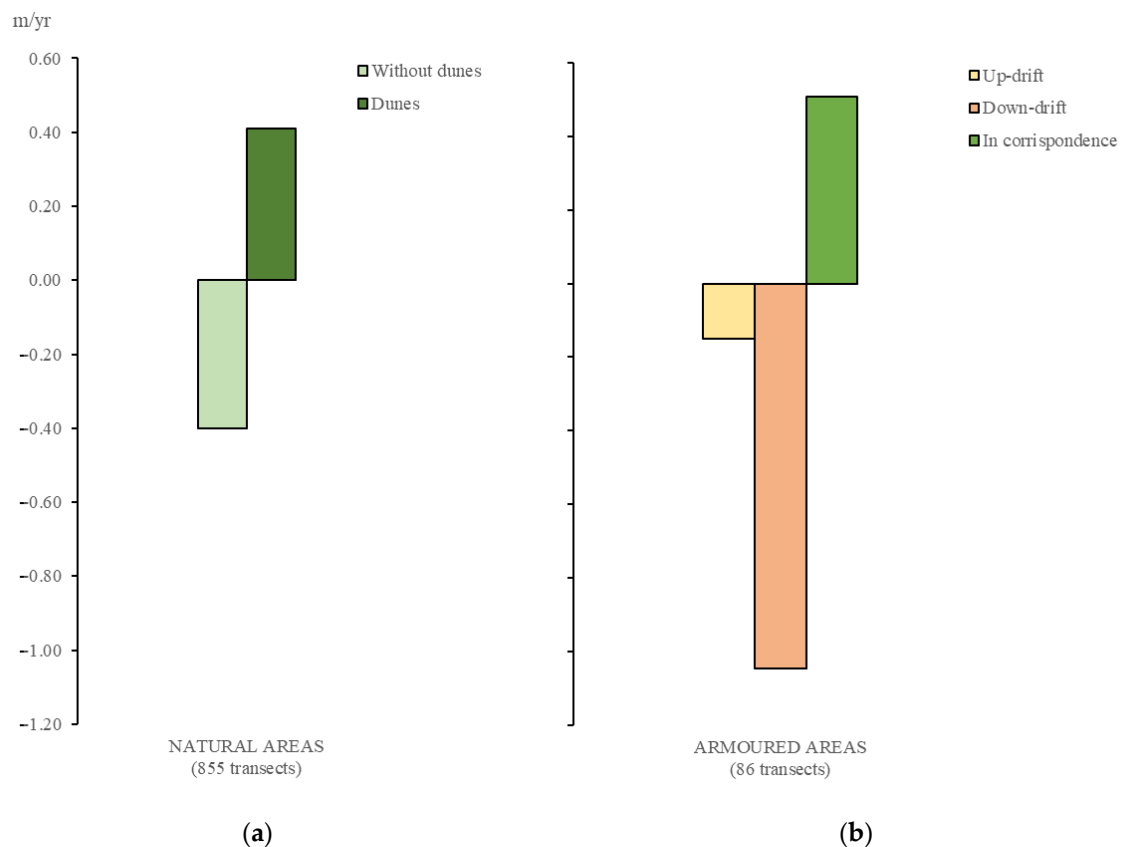 m/yr
0.60
0.40
0.20
0.00
−0.20
−0.40
−0.60
−0.80
−1.00
−1.20
Without dunes
Dunes
NATURAL AREAS
(855 transects)
(a)
Up-drift
Down-drift
In corrispondence
ARMOURED AREAS
(86 transects)
(b)